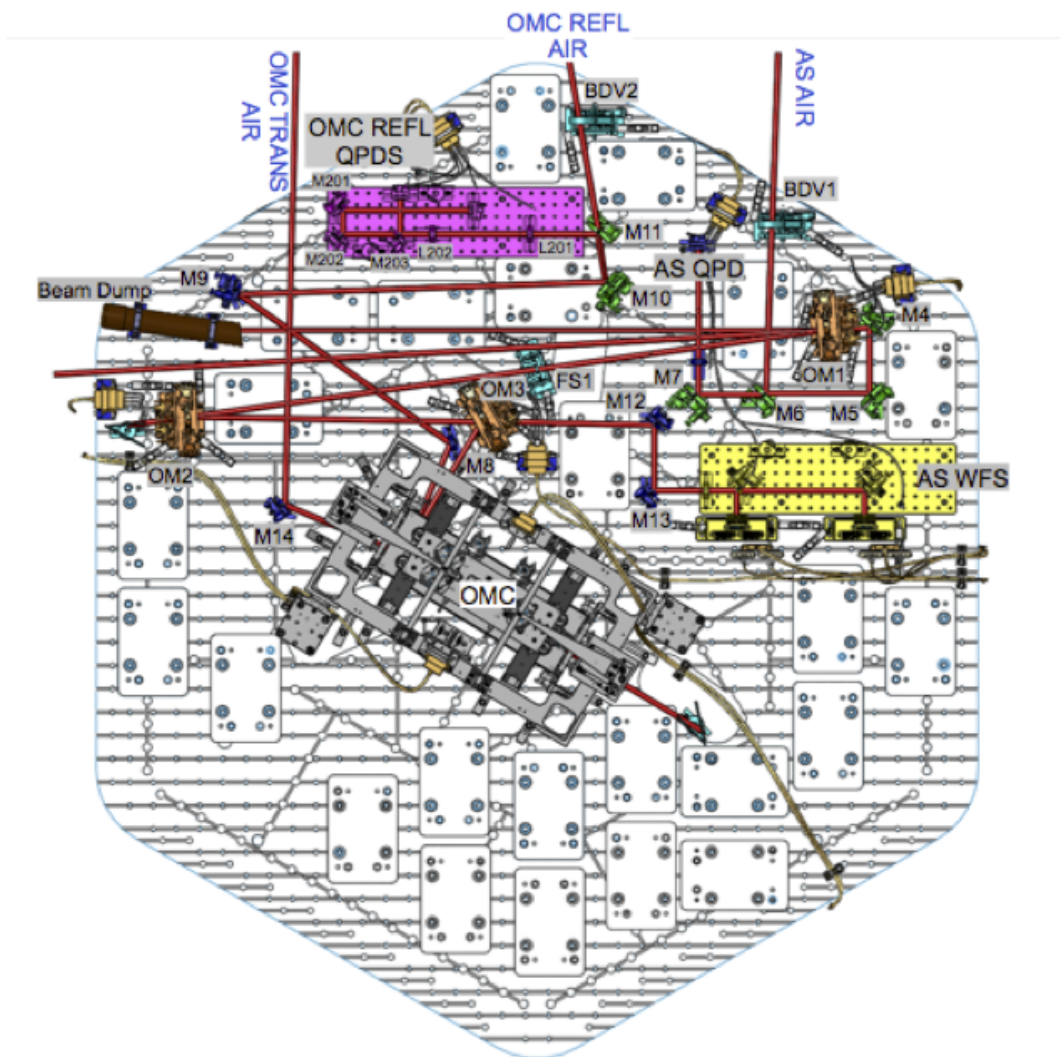 OMC REFL
AIR
OMC TRANS
AIR
AS AIR
BDV2
OMC REFL
QPDS
M201
BDV1
M11
L202
L201
M202
M203
AS QPD
M9
M10
Beam Dump
M4
FS1
OM1
M7
OM3
M12
M6
M5
M8
OM2
AS WFS
M14
M13
OMC